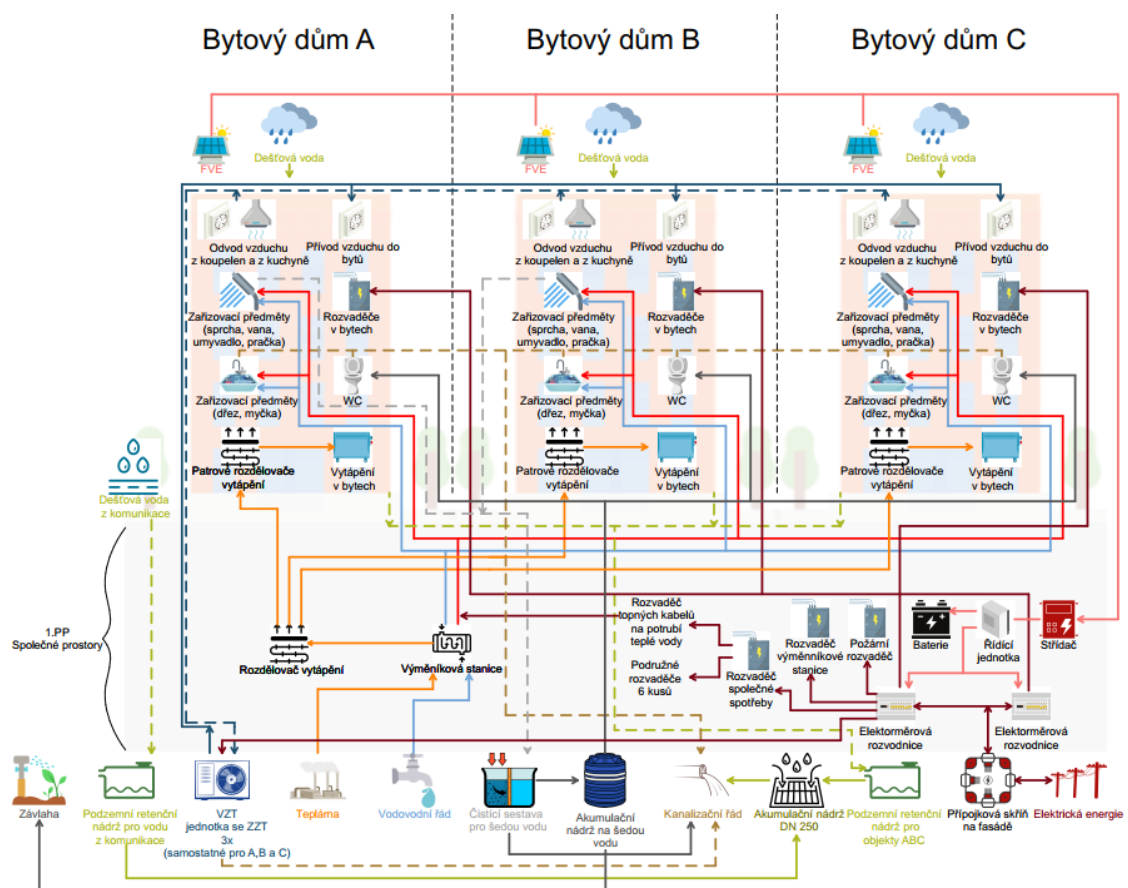 Bytový dům A
Bytový dům B
Bytový dům C
FVE
Dešťová voda
FVE
Dešťová voda
FVE
Dešťová voda
Odvod vzduchu
z koupelen a z kuchyně
Přívod vzduchu do
bytů
Odvod vzduchu
z koupelen a z kuchyně
Přívod vzduchu do
bytů
Odvod vzduchu
z koupelen a z kuchyně
Přívod vzduchu do
bytů
Zařizovací předměty
(sprcha, vana,
umyvadlo, pračka)
Rozvaděče
v bytech
Zařizovací předměty
(sprcha, vana,
umyvadlo, pračka)
Rozvaděče
v bytech
Zařizovací předměty
(sprcha, vana,
umyvadlo, pračka)
Rozvaděče
v bytech
Zařizovací předměty
(dřez, myčka)
WC
Zařizovací předměty
(dřez, myčka)
WC
Zařizovací předměty
(dřez, myčka)
WC
Patrové rozdělovače
vytápění
Vytápění
v bytech
Patrové rozdělovače
vytápění
Vytápění
v bytech
Patrové rozdělovače
vytápění
Vytápění
v bytech
Dešťová voda
z komunikace
1.PP
Společné prostory
Rozdělovač vytápění
Výměníková stanice
Rozvaděč
topných kabelů
na potrubí
teplé vody
Podružné
rozvaděče
6 kusů
Rozvaděč
společné
spotřeby
Rozvaděč
výměnníkové
stanice
Požární
rozvaděč
Baterie
Řídící
jednotka
Střídač
Elektorměrová
rozvodnice
Elektorměrová
rozvodnice
Závlaha
Podzemní retenční
nádrž pro vodu
z komunikace
VZT
jednotka se ZZT
3x
(samostatné pro A,B a C)
Teplárna
Vodovodní řád
Čistící sestava
pro šedou vodu
Akumulační
nádrž na šedou
vodu
Kanalizační řád
Akumulační nádrž
DN 250
Podzemní retenční
nádrž pro
objekty ABC
Přípojková skříň
na fasádě
Elektrická energie